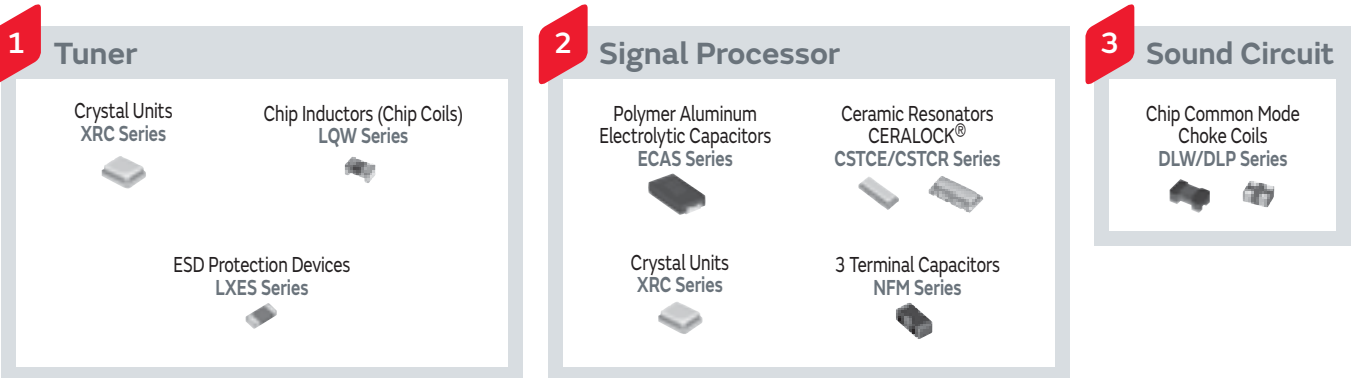 1
Tuner
Crystal Units
XRC Series
Chip Inductors (Chip Coils)
LQW Series
ESD Protection Devices
LXES Series
2
Signal Processor
Polymer Aluminum
Electrolytic Capacitors
ECAS Series
Ceramic Resonators
CERALOCK®
CSTCE/CSTCR Series
Crystal Units
XRC Series
3 Terminal Capacitors
NFM Series
3
Sound Circuit
Chip Common Mode
Choke Coils
DLW/DLP Series